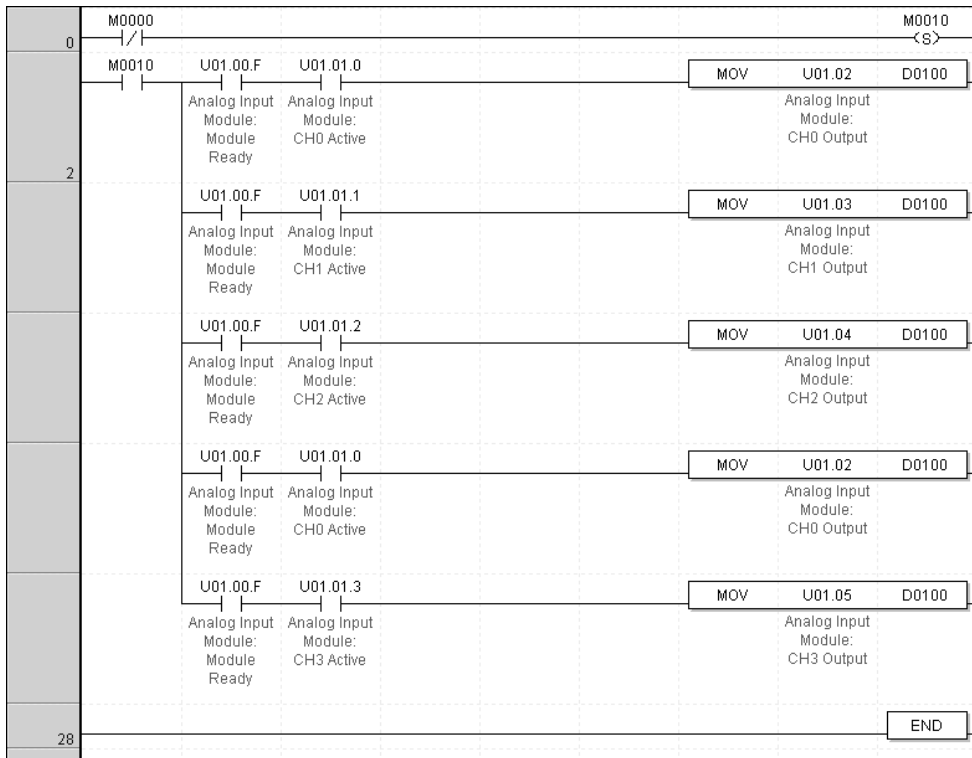 M0000 M0010
0 (S)
M0010 U01.00.F U01.01.0
MOV U01.02 D0100
Analog Input Analog Input Analog Input
Module: Module: Module:
Module CH0 Active CH0 Output
Ready
2
U01.00.F U01.01.1
MOV U01.03 D0100
Analog Input Analog Input Analog Input
Module: Module: Module:
Module CH1 Active CH1 Output
Ready
U01.00.F U01.01.2
MOV U01.04 D0100
Analog Input Analog Input Analog Input
Module: Module: Module:
Module CH2 Active CH2 Output
Ready
U01.00.F U01.01.0
MOV U01.02 D0100
Analog Input Analog Input Analog Input
Module: Module: Module:
Module CH0 Active CH0 Output
Ready
U01.00.F U01.01.3
MOV U01.05 D0100
Analog Input Analog Input Analog Input
Module: Module: Module:
Module CH3 Active CH3 Output
Ready
END
28